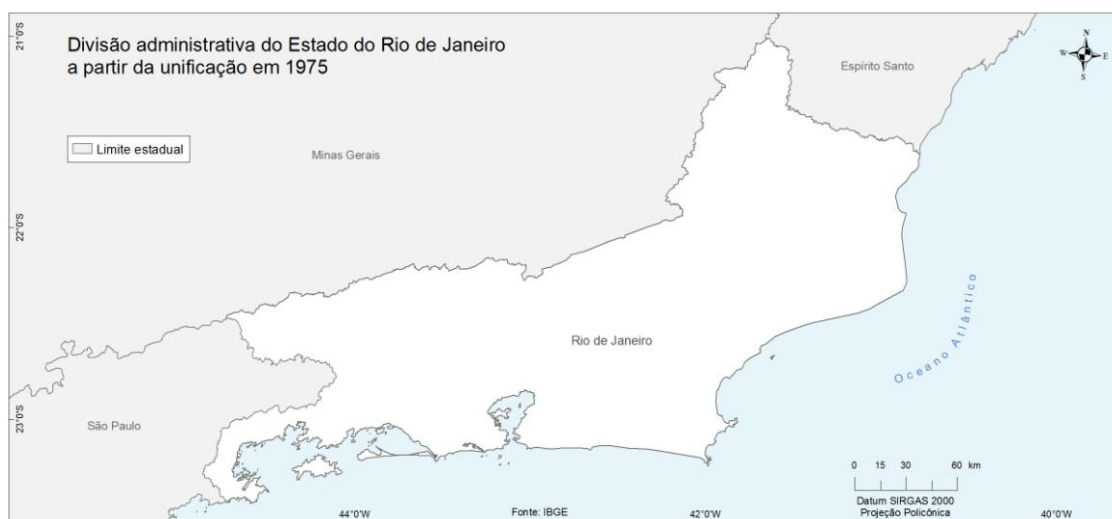 Divisão administrativa do Estado do Rio de Janeiro
a partir da unificação em 1975
Limite estadual
21°0'S
22°0'S
23°0'S
Minas Gerais
Espírito Santo
N
W E
S
Rio de Janeiro
São Paulo
Oceano Atlântico
0 15 30 60 km
Datum SIRGAS 2000
Projeção Policônica
44°0'W
Fonte: IBGE
42°0'W
40°0'W